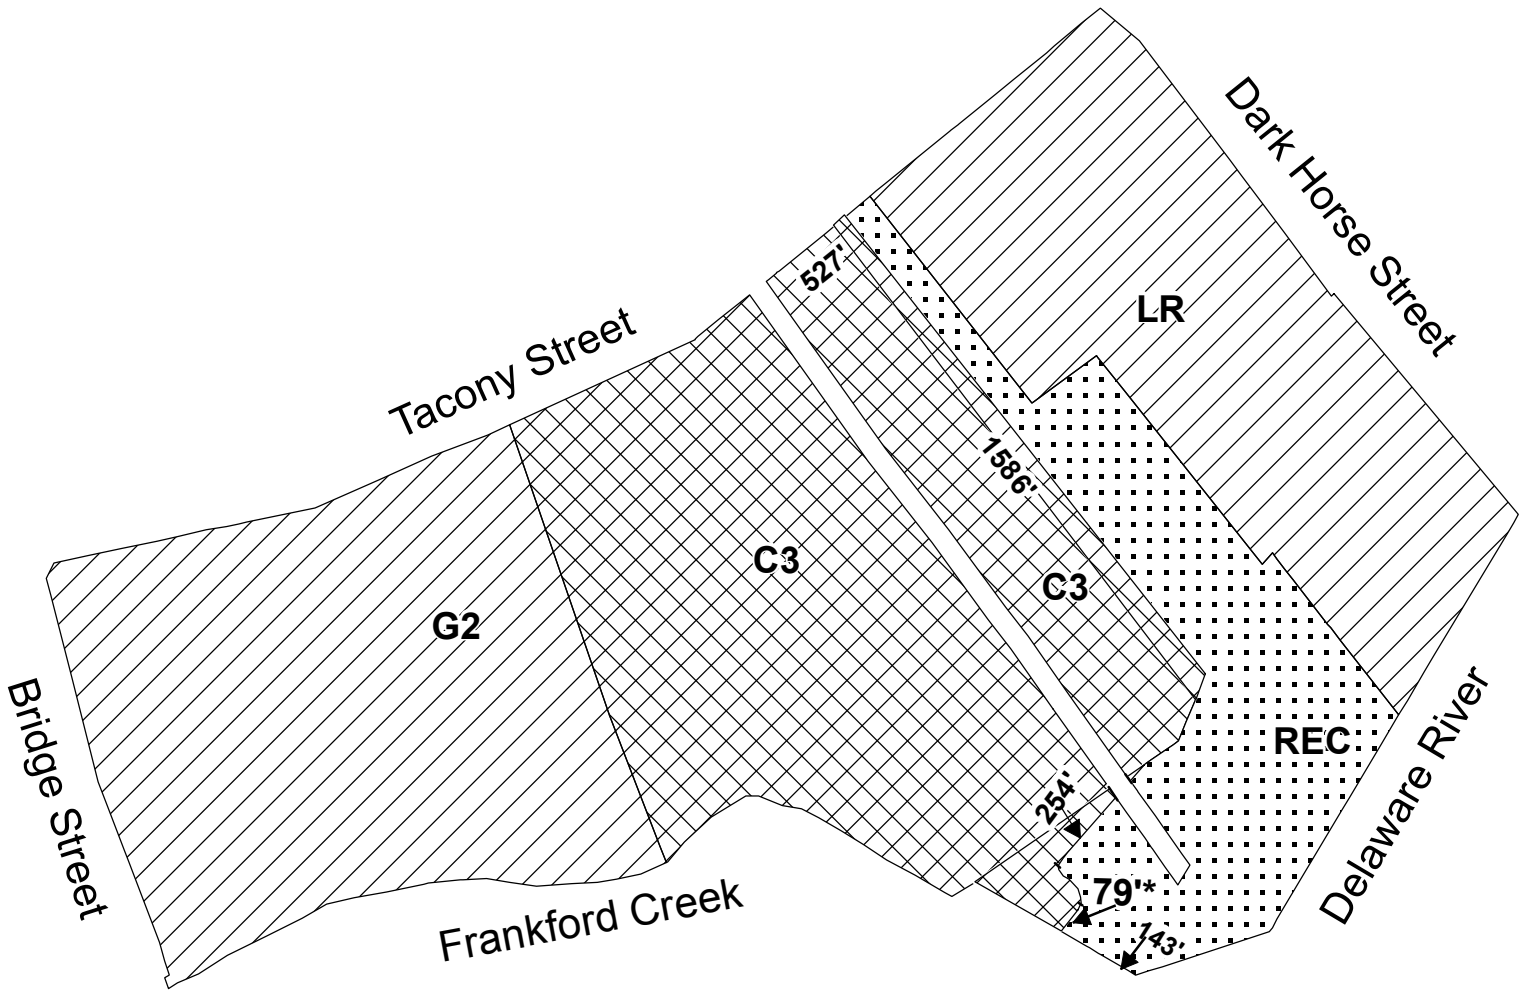 Dark Horse Street
527'
LR
Tacony Street
1586'
C3
C3
G2
Bridge Street
REC
254'
Delaware River
79'*
Frankford Creek
143'